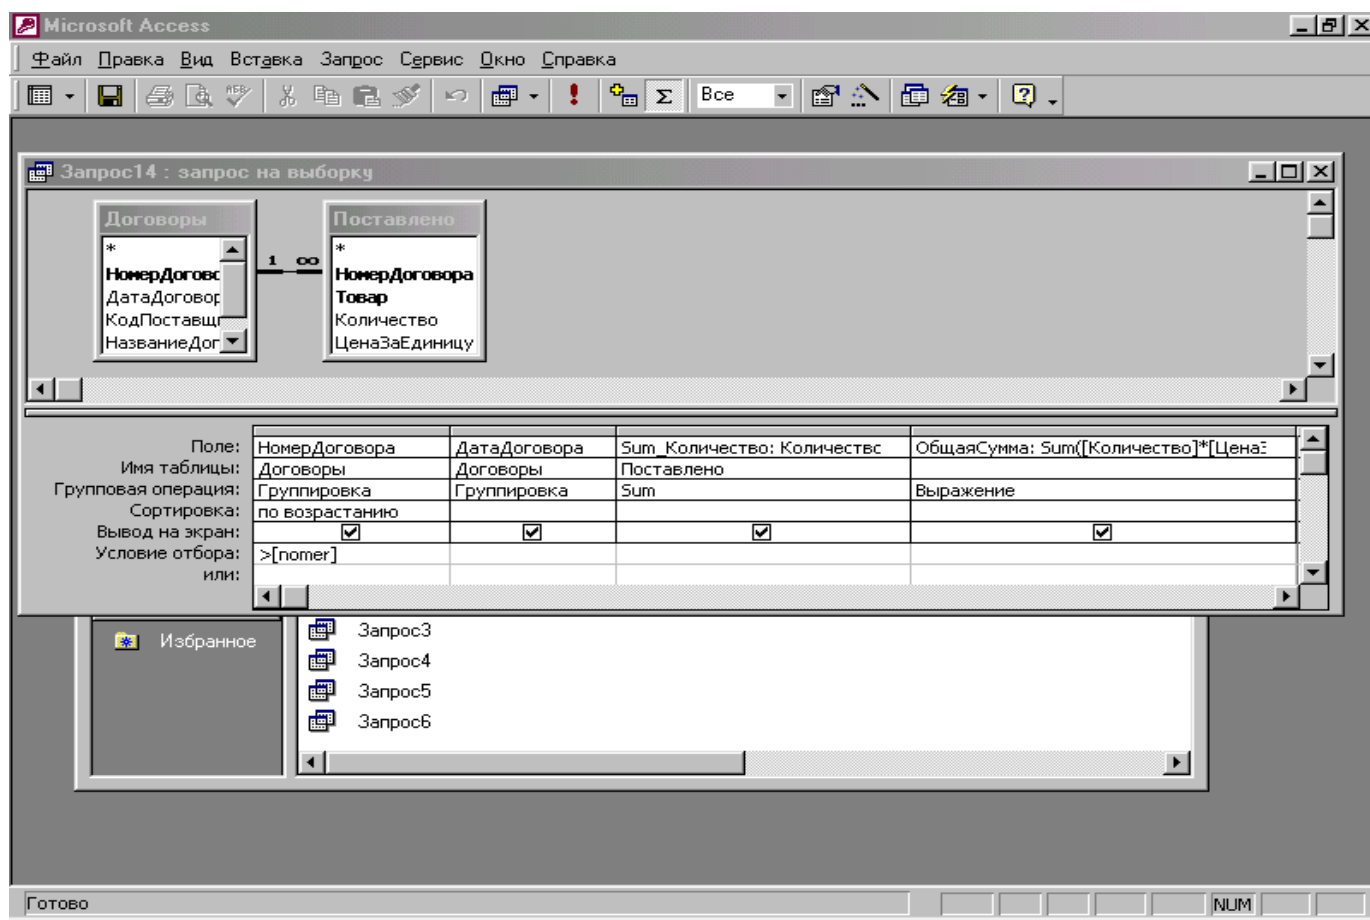 Microsoft Access
Файл Правка Вид Вставка Запрос Сервис Окно Справка
Все
Запрос14 : запрос на выборку
Договоры Поставлено
* *
НомерДогово 1 ∞ НомерДоговора
ДатаДоговор Товар
КодПоставщи Количество
НазваниеДог ЦенаЗаЕдиницу
Поле: НомерДоговора ДатаДоговора Sum_Количество: Количество ОбщаяСумма: Sum([Количество]*[ЦенаЗ
Имя таблицы: Договоры Договоры Поставлено
Групповая операция: Группировка Группировка Sum Выражение
Сортировка: по возрастанию
Вывод на экран:
Условие отбора: >[nomer]
или:
Избранное
Запрос3
Запрос4
Запрос5
Запрос6
Готово NUM